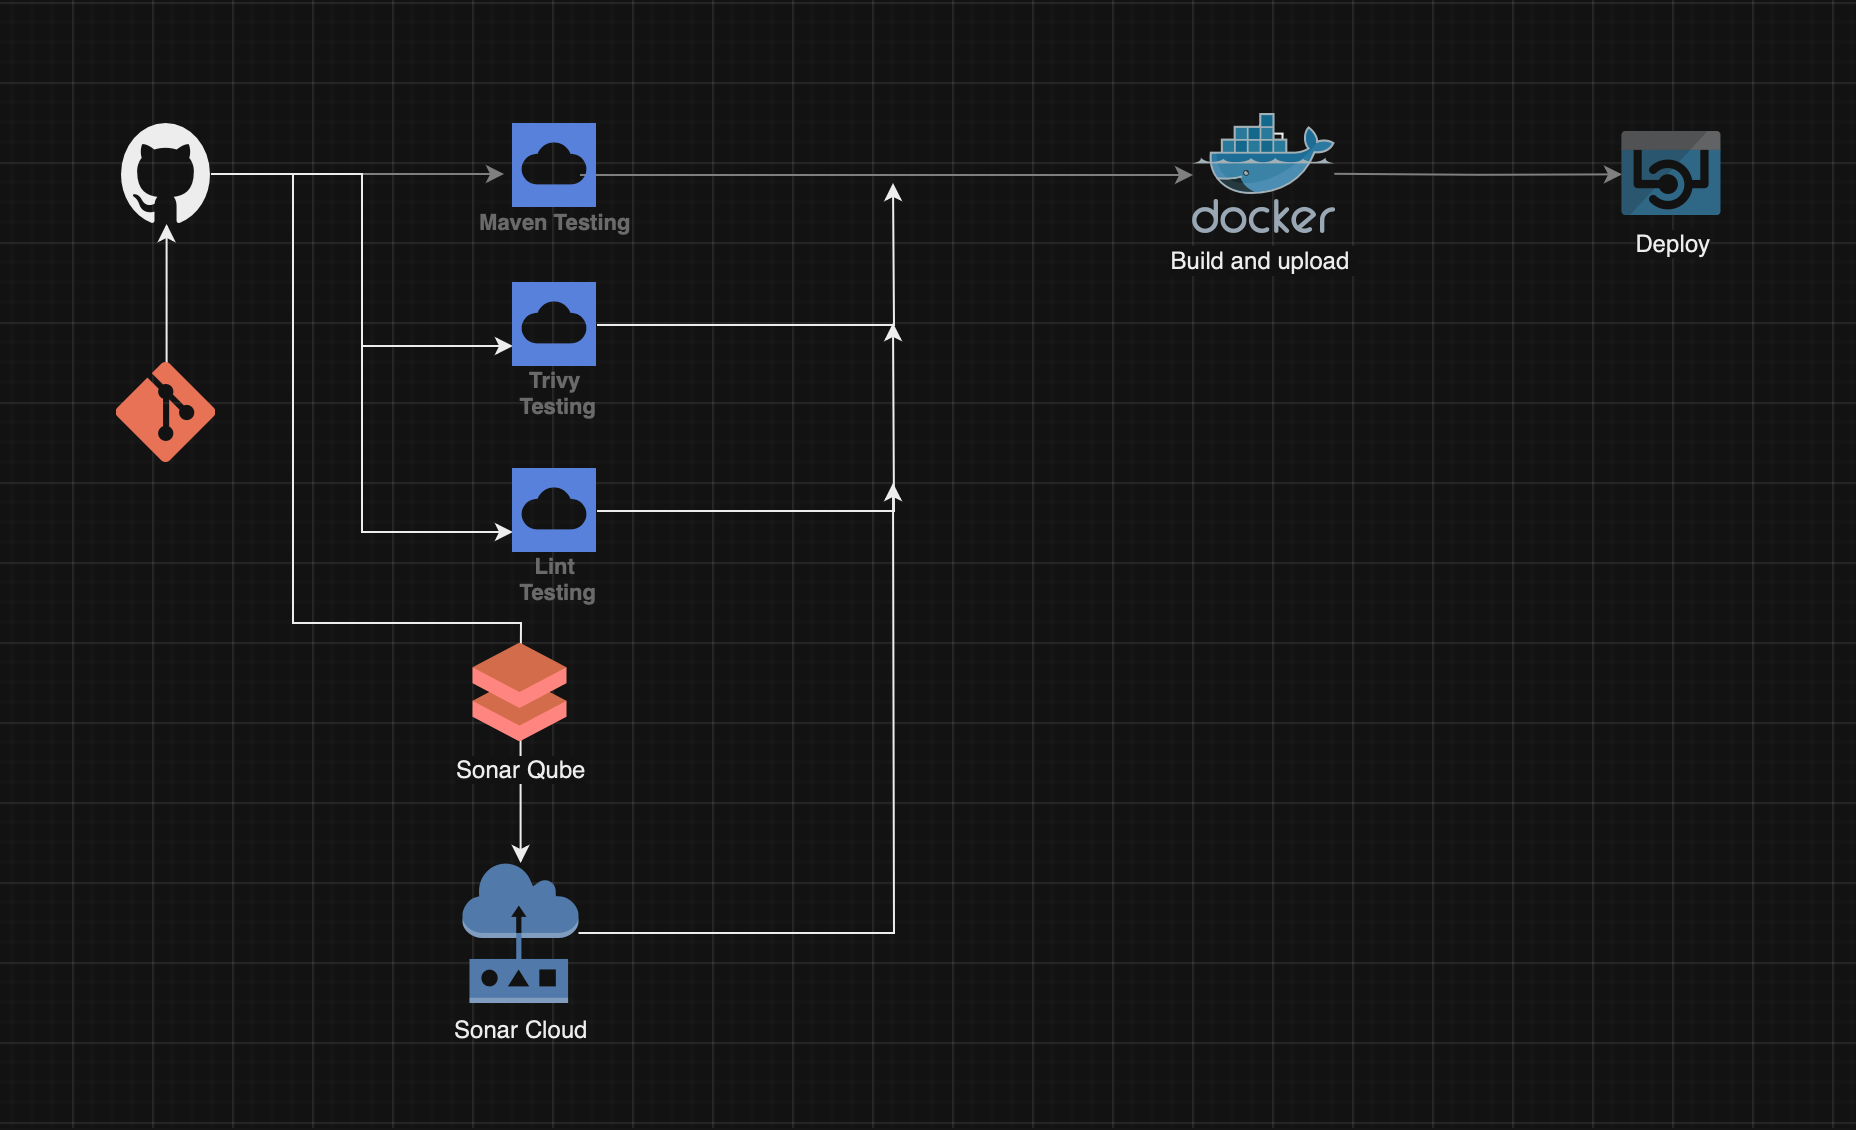 Maven Testing
docker
Build and upload
Deploy
Trivy
Testing
Lint
Testing
Sonar Qube
Sonar Cloud